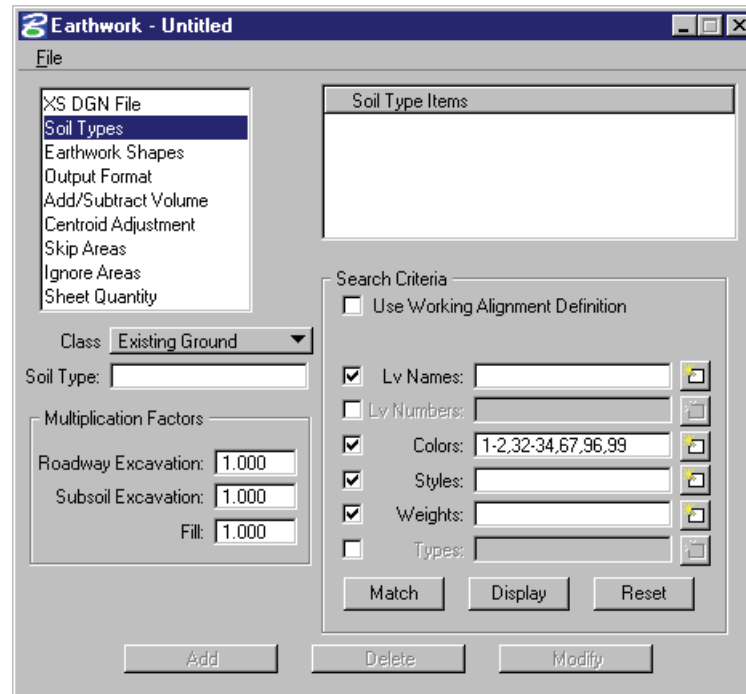 Earthwork - Untitled
File
XS DGN File
Soil Types
Earthwork Shapes
Output Format
Add/Subtract Volume
Centroid Adjustment
Skip Areas
Ignore Areas
Sheet Quantity
Soil Type Items
Class Existing Ground
Soil Type:
Multiplication Factors
Roadway Excavation: 1.000
Subsoil Excavation: 1.000
Fill: 1.000
Search Criteria
Use Working Alignment Definition
Lv Names:
Lv Numbers:
Colors: 1-2,32-34,67,96,99
Styles:
Weights:
Types:
Match Display Reset
Add Delete Modify